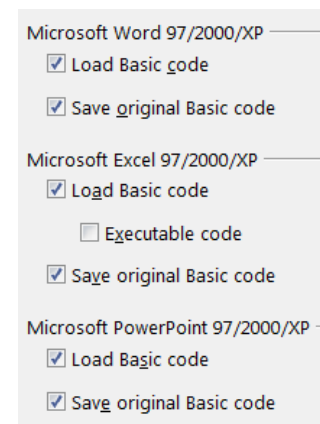 Microsoft Word 97/2000/XP
Load Basic code
Save original Basic code
Microsoft Excel 97/2000/XP
Load Basic code
Executable code
Save original Basic code
Microsoft PowerPoint 97/2000/XP
Load Basic code
Save original Basic code